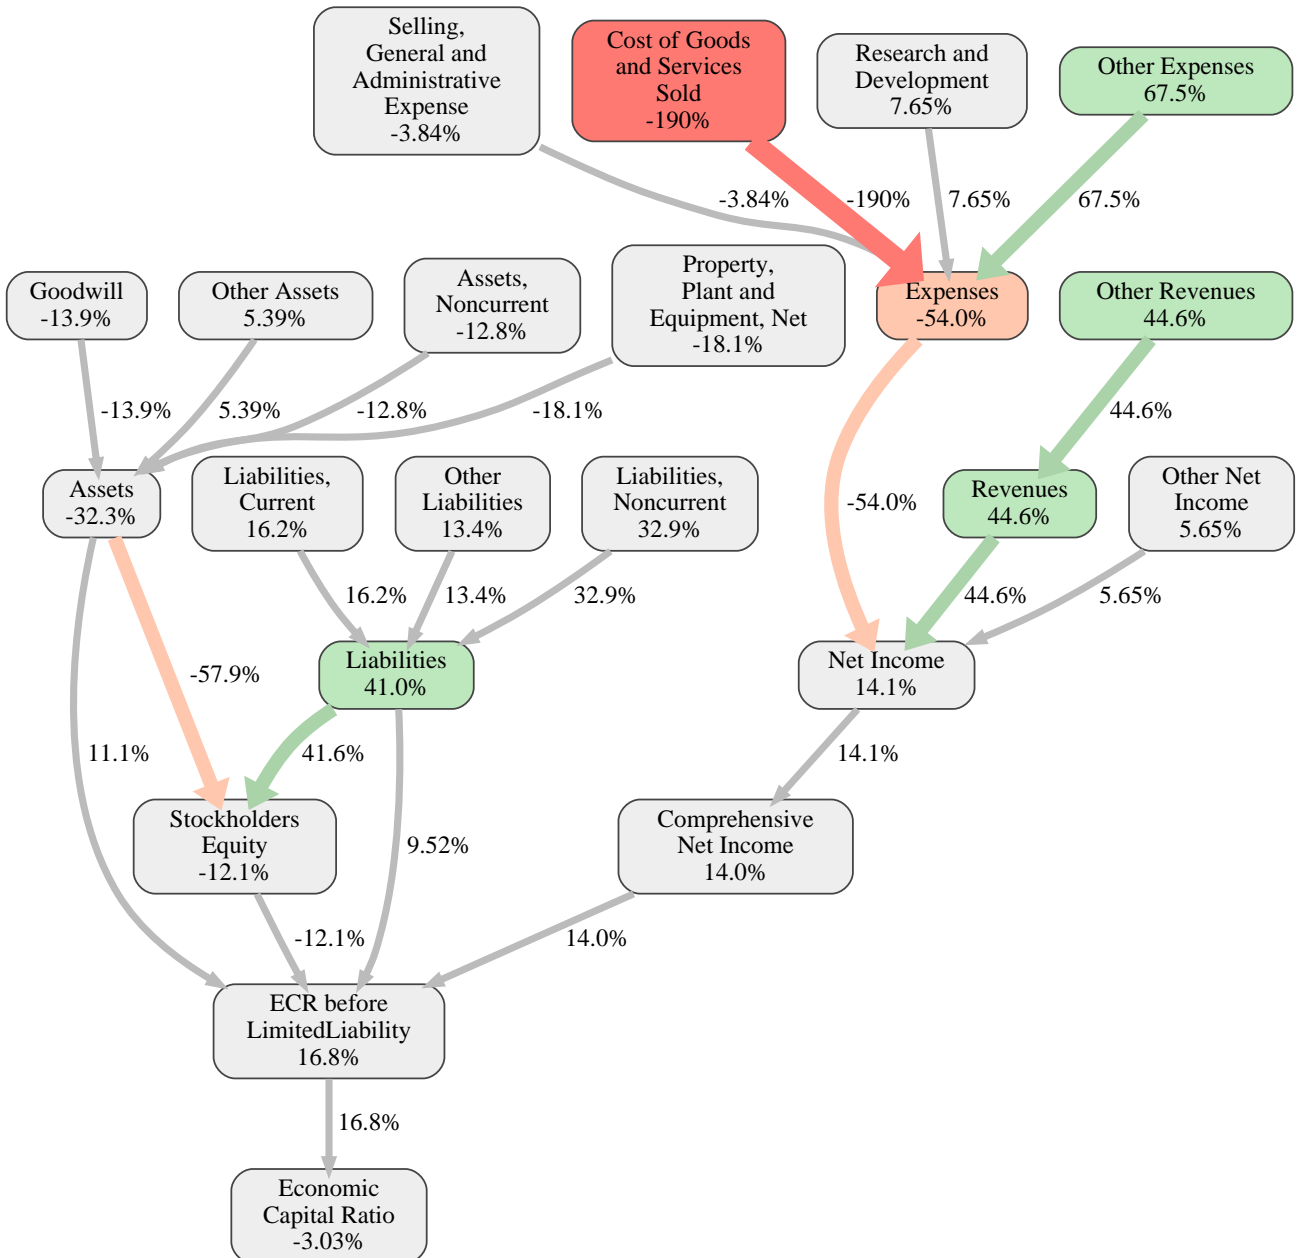 Selling,
General and
Administrative
Expense
-3.84%
Cost of Goods
and Services
Sold
-190%
Research and
Development
7.65%
Other Expenses
67.5%
-3.84%
-190%
7.65%
67.5%
Goodwill
-13.9%
Other Assets
5.39%
Assets,
Noncurrent
-12.8%
Property,
Plant and
Equipment, Net
-18.1%
Expenses
-54.0%
Other Revenues
44.6%
-13.9%
5.39%
-12.8%
-18.1%
44.6%
Assets
-32.3%
Liabilities,
Current
16.2%
Other
Liabilities
13.4%
Liabilities,
Noncurrent
32.9%
-54.0%
Revenues
44.6%
Other Net
Income
5.65%
16.2%
13.4%
32.9%
44.6%
5.65%
-57.9%
Liabilities
41.0%
Net Income
14.1%
11.1%
41.6%
14.1%
Stockholders
Equity
-12.1%
9.52%
Comprehensive
Net Income
14.0%
-12.1%
14.0%
ECR before
LimitedLiability
16.8%
16.8%
Economic
Capital Ratio
-3.03%